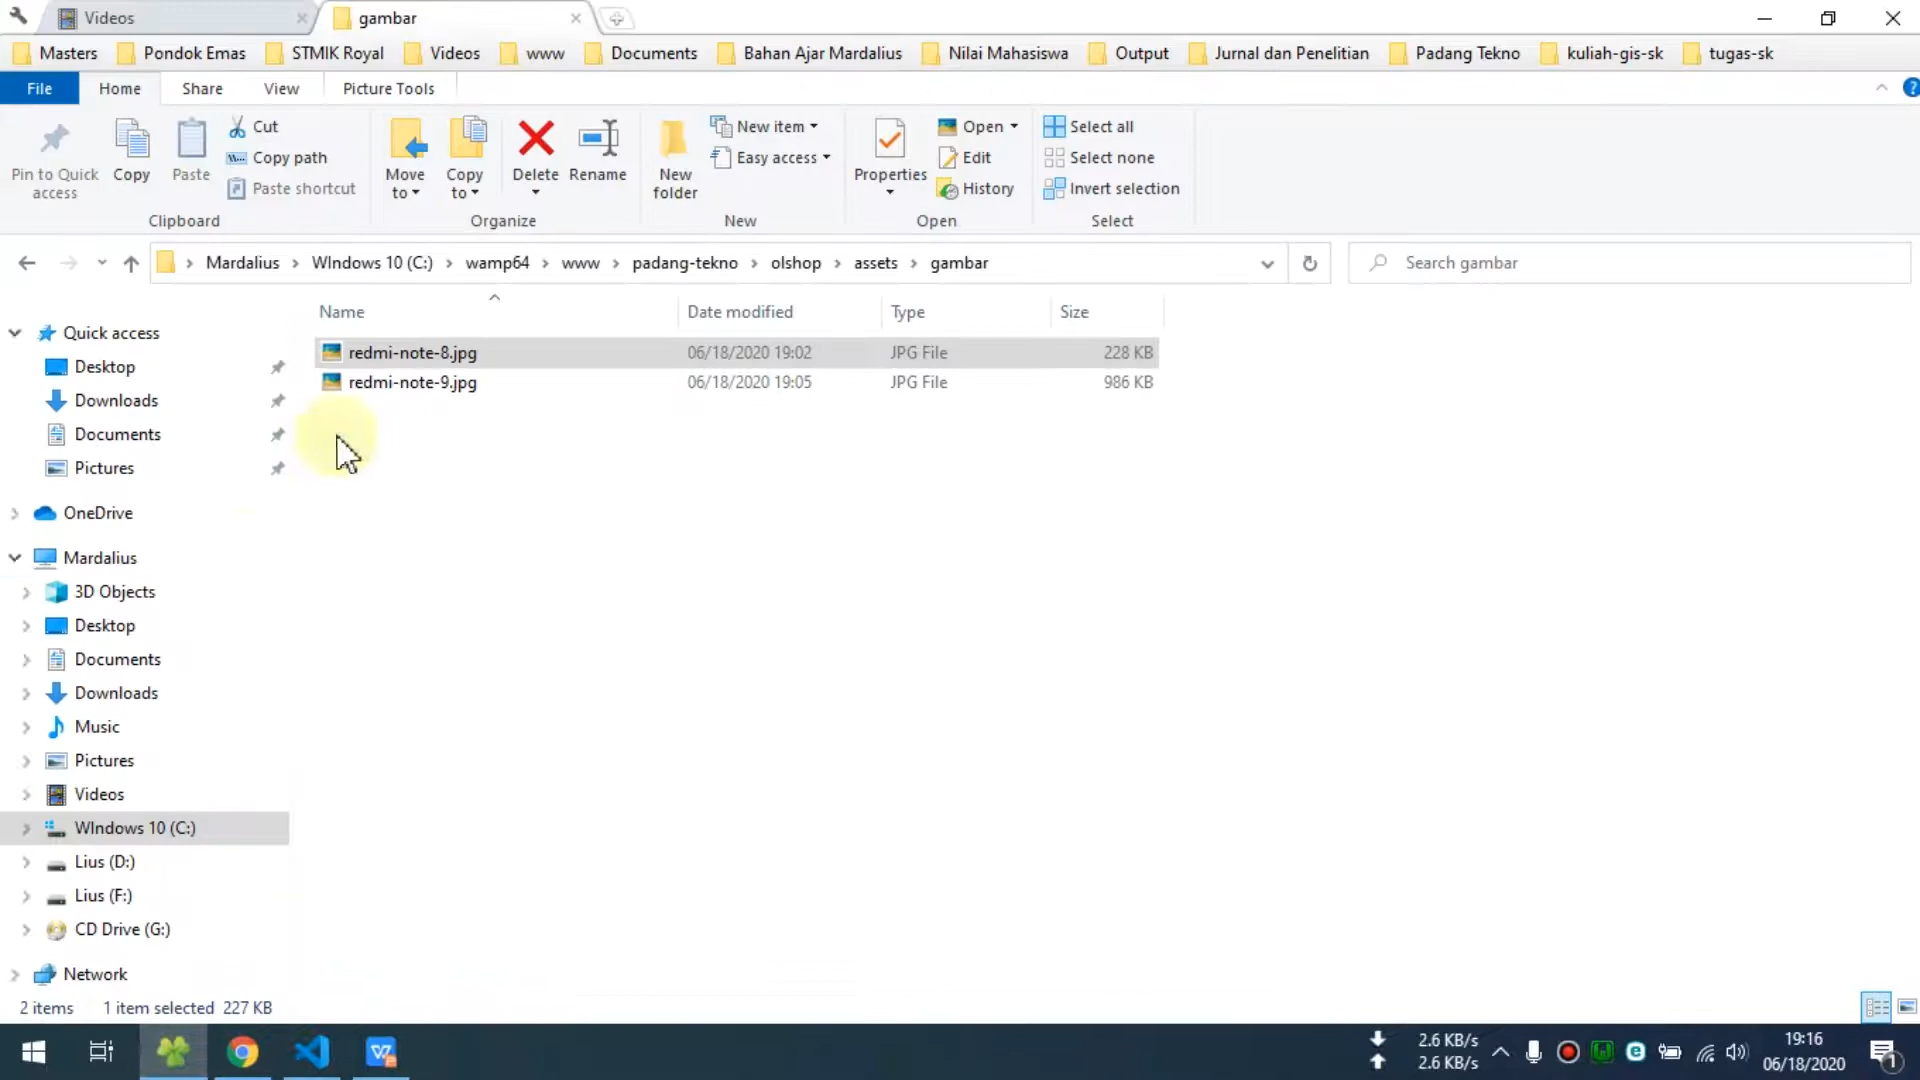 Videos
gambar
Masters Pondok Emas STMIK Royal Videos www Documents Bahan Ajar Mardalius Nilai Mahasiswa Output Jurnal dan Penelitian Padang Tekno kuliah-gis-sk tugas-sk
File Home Share View Picture Tools
Pin to Quick access
Copy
Paste
Cut
Copy path
Paste shortcut
Clipboard
Move to
Copy to
Delete
Rename
Organize
New folder
New item
Easy access
New
Properties
Open
Edit
History
Open
Select all
Select none
Invert selection
Select
Mardalius WIndows 10 (C:) wamp64 www padang-tekno olshop assets gambar
Search gambar
Name Date modified Type Size
redmi-note-8.jpg 06/18/2020 19:02 JPG File 228 KB
redmi-note-9.jpg 06/18/2020 19:05 JPG File 986 KB
Quick access
Desktop
Downloads
Documents
Pictures
OneDrive
Mardalius
3D Objects
Desktop
Documents
Downloads
Music
Pictures
Videos
WIndows 10 (C:)
Lius (D:)
Lius (F:)
CD Drive (G:)
Network
2 items 1 item selected 227 KB
2.6 KB/s
2.6 KB/s
19:16
06/18/2020
1